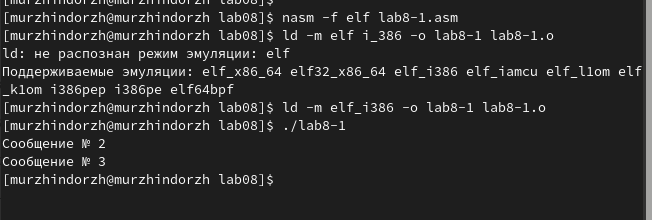 [murzhindorzh@murzhindorzh lab08]$
[murzhindorzh@murzhindorzh lab08]$ nasm -f elf lab8-1.asm
[murzhindorzh@murzhindorzh lab08]$ ld -m elf i_386 -o lab8-1 lab8-1.o
ld: не распознан режим эмуляции: elf
Поддерживаемые эмуляции: elf_x86_64 elf32_x86_64 elf_i386 elf_iamcu elf_l1om elf
_k1om i386pep i386pe elf64bpf
[murzhindorzh@murzhindorzh lab08]$ ld -m elf_i386 -o lab8-1 lab8-1.o
[murzhindorzh@murzhindorzh lab08]$ ./lab8-1
Сообщение № 2
Сообщение № 3
[murzhindorzh@murzhindorzh lab08]$